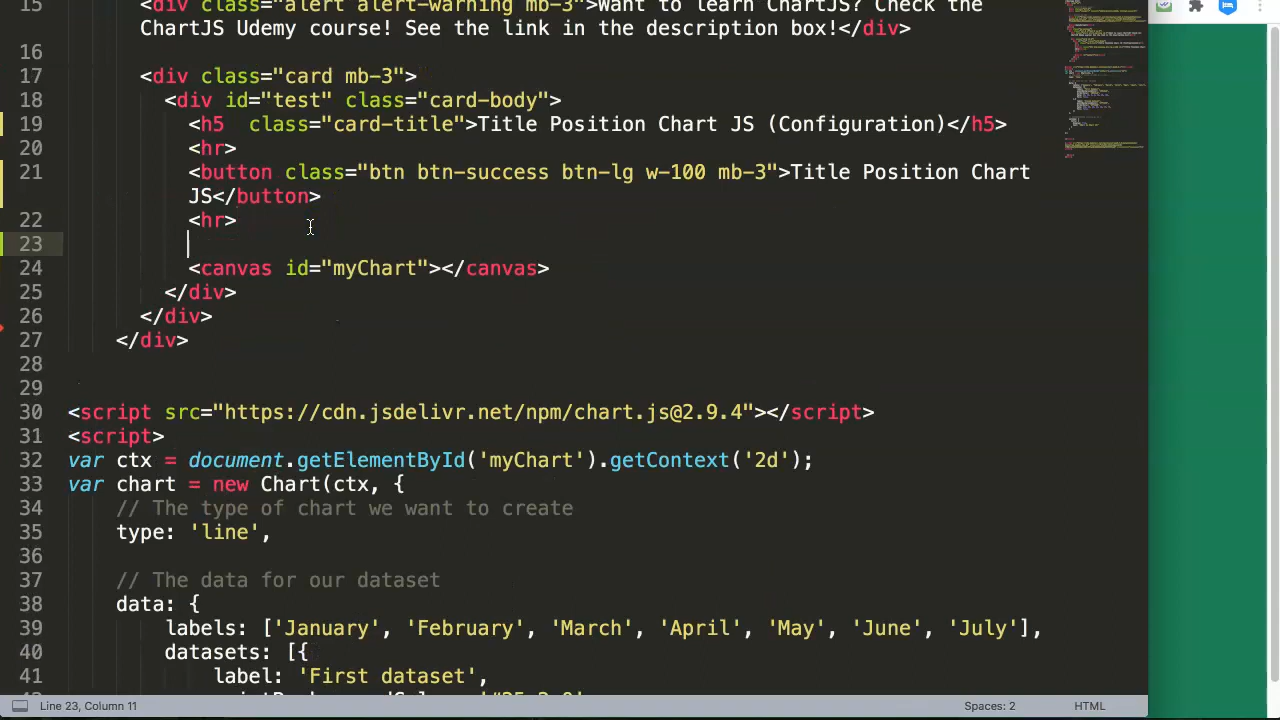 15 <div class="alert alert-warning mb-3">Want to learn ChartJS? Check the
ChartJS Udemy course! See the link in the description box!</div>
16
17 <div class="card mb-3">
18 <div id="test" class="card-body">
19 <h5  class="card-title">Title Position Chart JS (Configuration)</h5>
20 <hr>
21 <button class="btn btn-success btn-lg w-100 mb-3">Title Position Chart
JS</button>
22 <hr>
23
24 <canvas id="myChart"></canvas>
25 </div>
26 </div>
27 </div>
28
29
30 <script src="https://cdn.jsdelivr.net/npm/chart.js@2.9.4"></script>
31 <script>
32 var ctx = document.getElementById('myChart').getContext('2d');
33 var chart = new Chart(ctx, {
34 // The type of chart we want to create
35 type: 'line',
36
37 // The data for our dataset
38 data: {
39 labels: ['January', 'February', 'March', 'April', 'May', 'June', 'July'],
40 datasets: [{
41 label: 'First dataset',
Line 23, Column 11 Spaces: 2 HTML